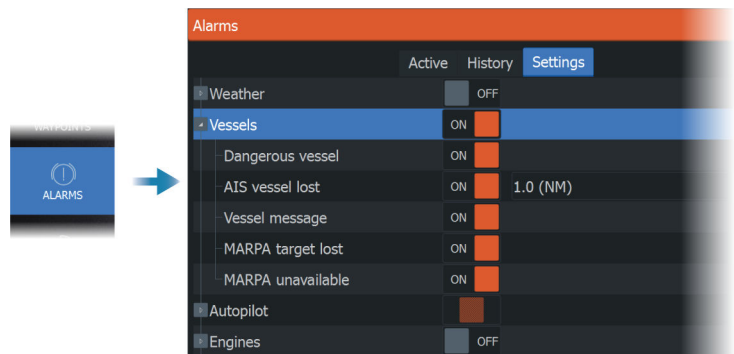 Alarms
Active History Settings
Weather OFF
Vessels ON
Dangerous vessel ON
WAYPOINTS
AIS vessel lost ON 1.0 (NM)
ALARMS
Vessel message ON
MARPA target lost ON
MARPA unavailable ON
Autopilot
Engines OFF